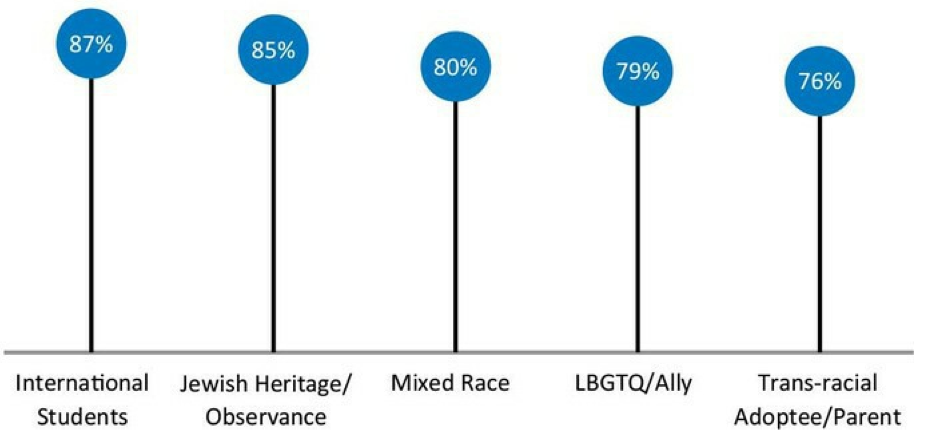 87%
85%
80%
79%
76%
International
Students
Jewish Heritage/
Observance
Mixed Race
LBGTQ/Ally
Trans-racial
Adoptee/Parent